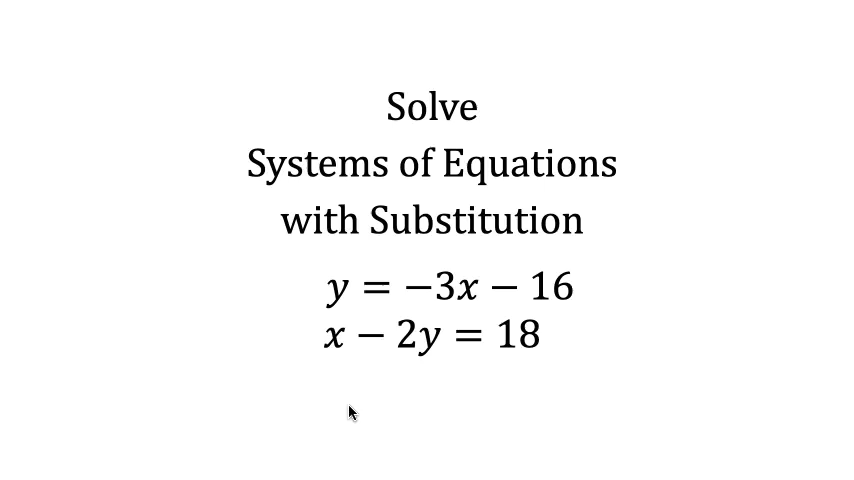 Solve
Systems of Equations
with Substitution
y = −3x − 16
x − 2y = 18